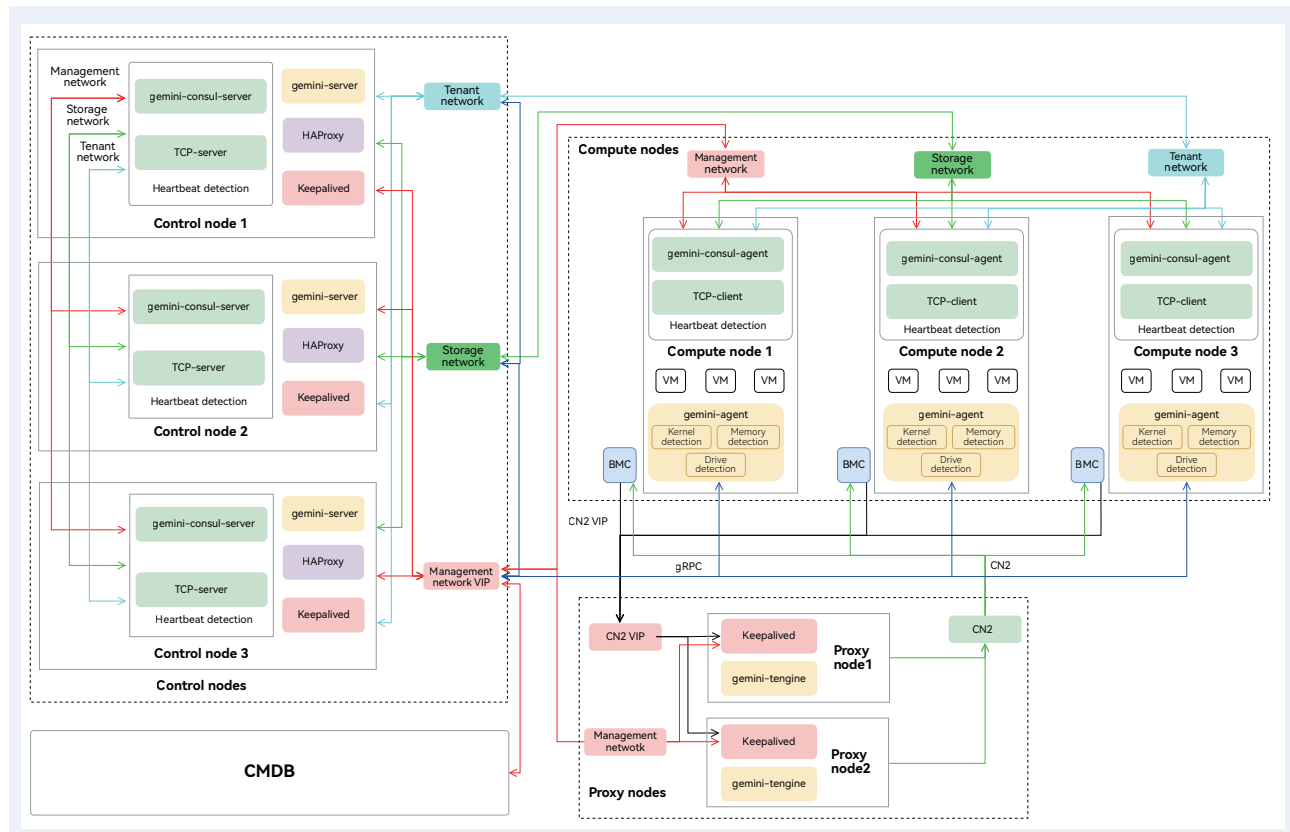 Management
network
Storage
network
Tenant
network
gemini-consul-server
TCP-server
Heartbeat detection
gemini-server
HAProxy
Keepalived
Control node 1
gemini-consul-server
TCP-server
Heartbeat detection
gemini-server
HAProxy
Keepalived
Control node 2
gemini-consul-server
TCP-server
Heartbeat detection
gemini-server
HAProxy
Keepalived
Control node 3
Control nodes
Tenant
network
Storage
network
Management
network VIP
CMDB
Compute nodes
Management
network
Storage
network
Tenant
network
gemini-consul-agent
TCP-client
Heartbeat detection
Compute node 1
VM
VM
VM
gemini-agent
Kernel
detection
Memory
detection
Drive
detection
BMC
gemini-consul-agent
TCP-client
Heartbeat detection
Compute node 2
VM
VM
VM
gemini-agent
Kernel
detection
Memory
detection
Drive
detection
BMC
gemini-consul-agent
TCP-client
Heartbeat detection
Compute node 3
VM
VM
VM
gemini-agent
Kernel
detection
Memory
detection
Drive
detection
BMC
CN2 VIP
gRPC
CN2
CN2 VIP
Keepalived
gemini-tengine
Proxy
node1
CN2
Management
netwotk
Keepalived
gemini-tengine
Proxy
node2
Proxy nodes